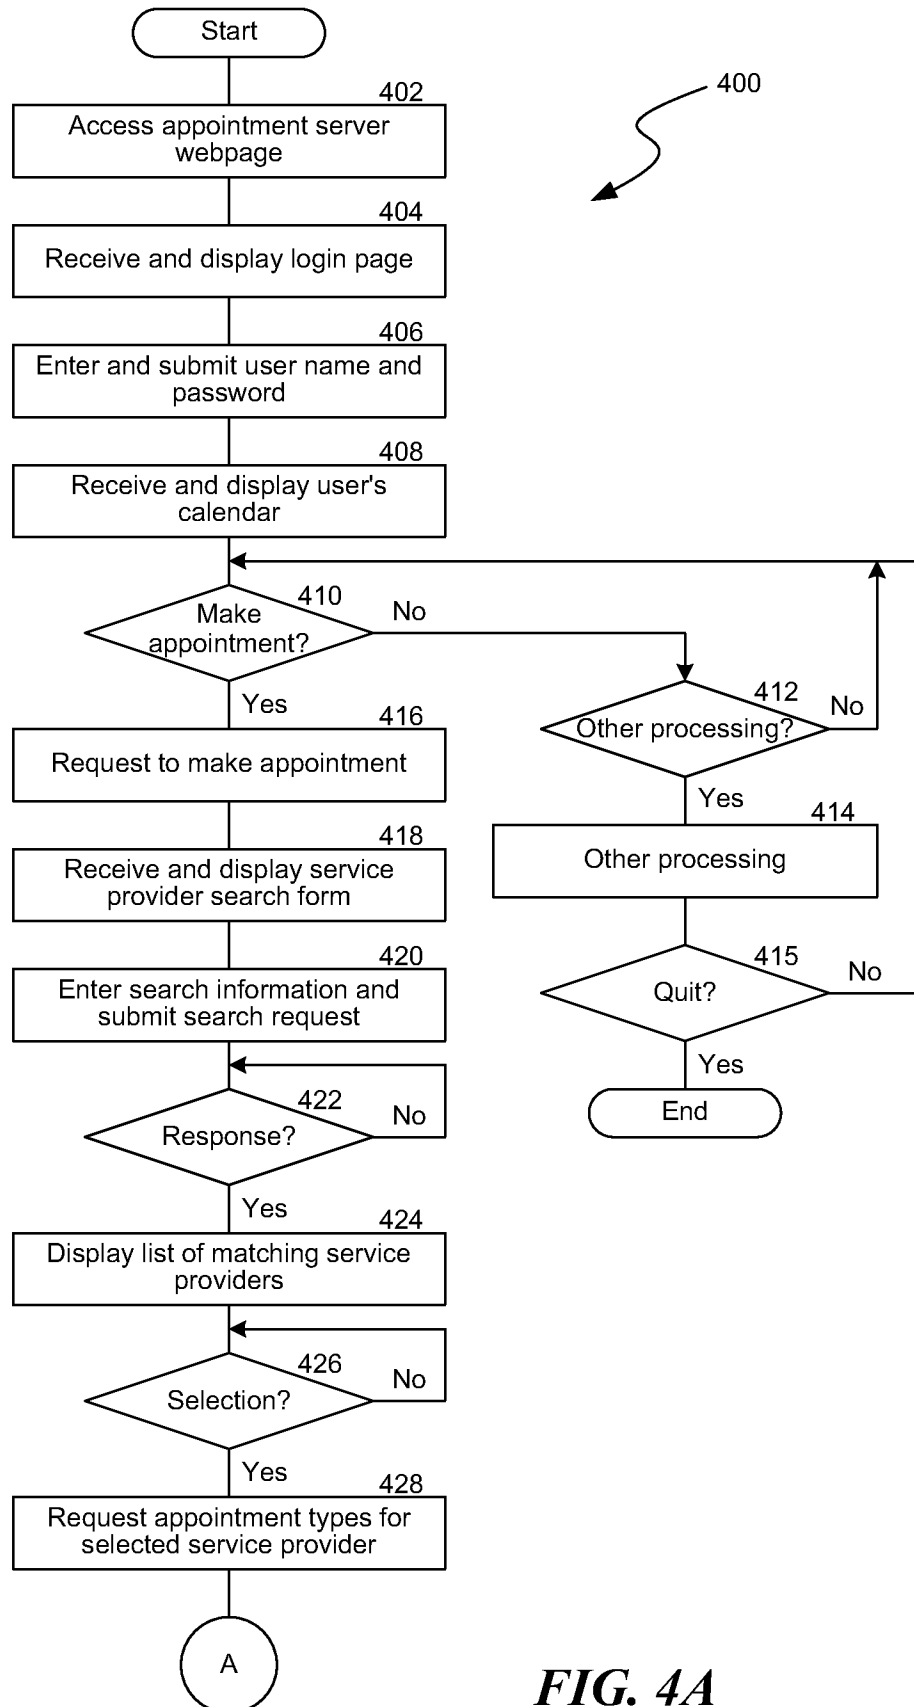 Start
400
402
Access appointment server
webpage
404
Receive and display login page
406
Enter and submit user name and
password
408
Receive and display user's
calendar
410
Make
appointment?
No
Yes
412
Other processing?
No
Yes
414
Other processing
415
Quit?
No
Yes
End
416
Request to make appointment
418
Receive and display service
provider search form
420
Enter search information and
submit search request
422
Response?
No
Yes
424
Display list of matching service
providers
426
Selection?
No
Yes
428
Request appointment types for
selected service provider
A
FIG. 4A